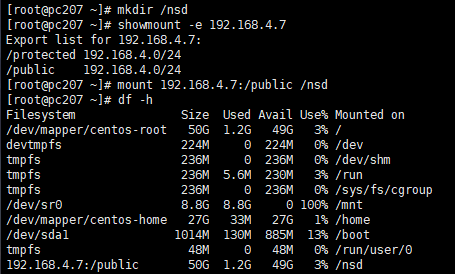 [root@pc207 ~]# mkdir /nsd
[root@pc207 ~]# showmount -e 192.168.4.7
Export list for 192.168.4.7:
/protected 192.168.4.0/24
/public    192.168.4.0/24
[root@pc207 ~]# mount 192.168.4.7:/public /nsd
[root@pc207 ~]# df -h
Filesystem               Size  Used Avail Use% Mounted on
/dev/mapper/centos-root   50G  1.2G   49G   3% /
devtmpfs                 224M     0  224M   0% /dev
tmpfs                    236M     0  236M   0% /dev/shm
tmpfs                    236M  5.6M  230M   3% /run
tmpfs                    236M     0  236M   0% /sys/fs/cgroup
/dev/sr0                 8.8G  8.8G     0 100% /mnt
/dev/mapper/centos-home   27G   33M   27G   1% /home
/dev/sda1               1014M  130M  885M  13% /boot
tmpfs                     48M     0   48M   0% /run/user/0
192.168.4.7:/public       50G  1.2G   49G   3% /nsd